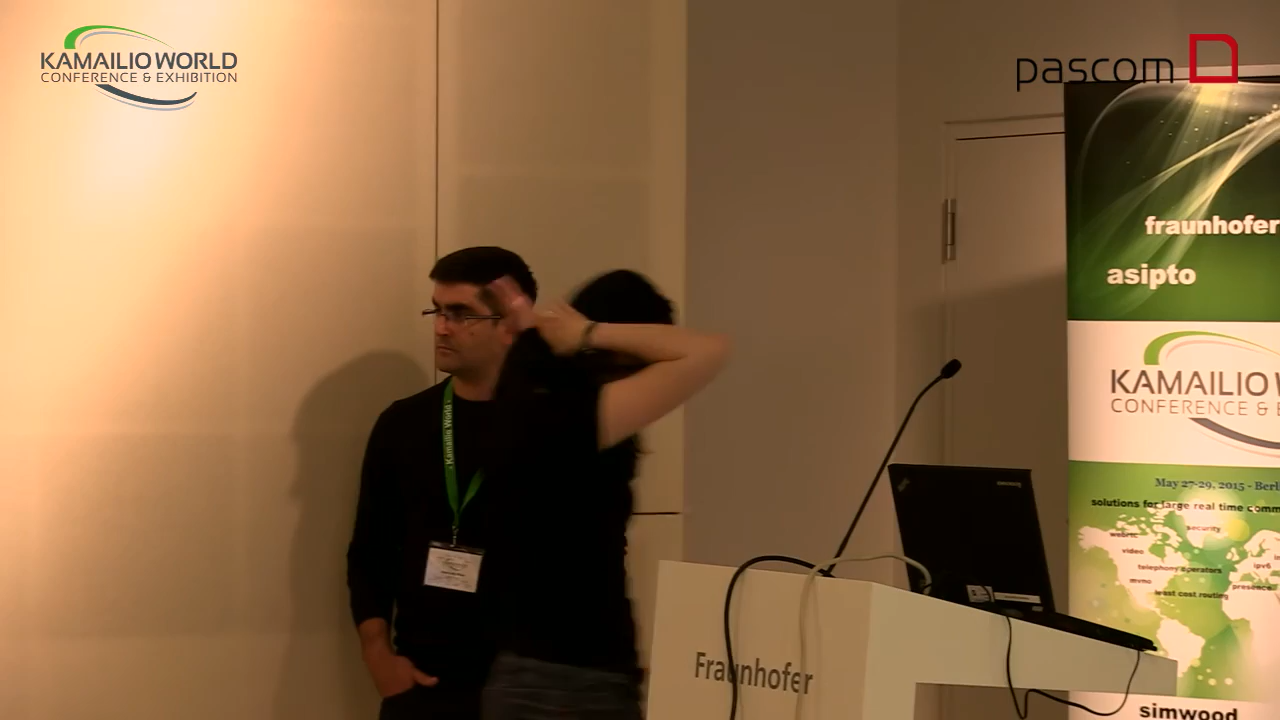 KAMAILIO WORLD
CONFERENCE & EXHIBITION
pascom
fraunhofer
asipto
KAMAILIO W
CONFERENCE & E
May 27-29, 2015 - Berl
solutions for large real time comm
security
webrtc
video
telephony operators
ipv6
mvno
presence
least cost routing
simwood
- Kamailio World -
Fraunhofer